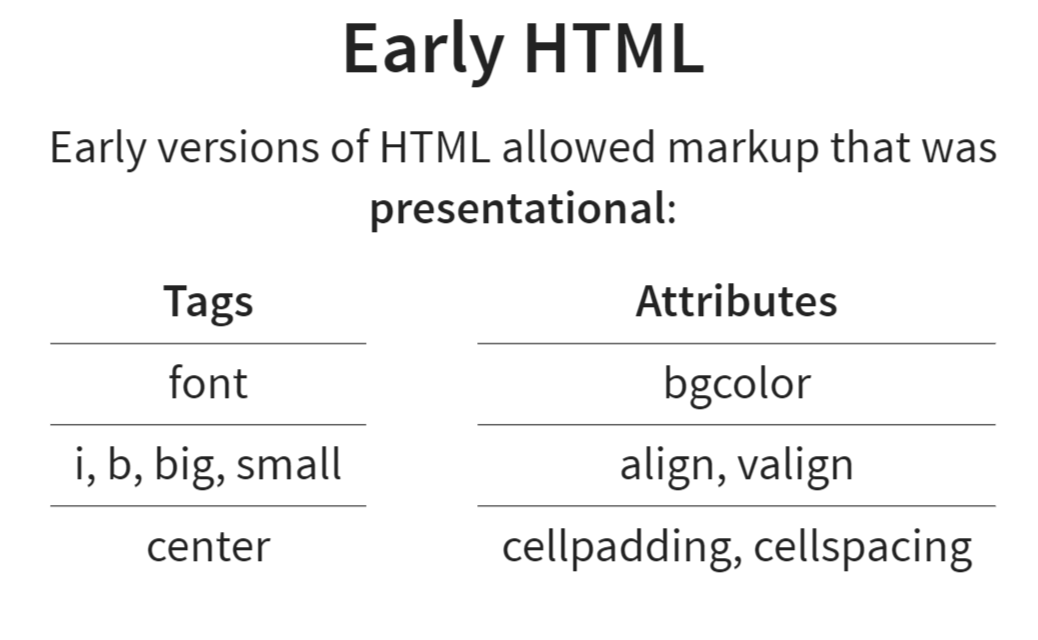 Early HTML
Early versions of HTML allowed markup that was
presentational:
Tags Attributes
font bgcolor
i, b, big, small align, valign
center cellpadding, cellspacing